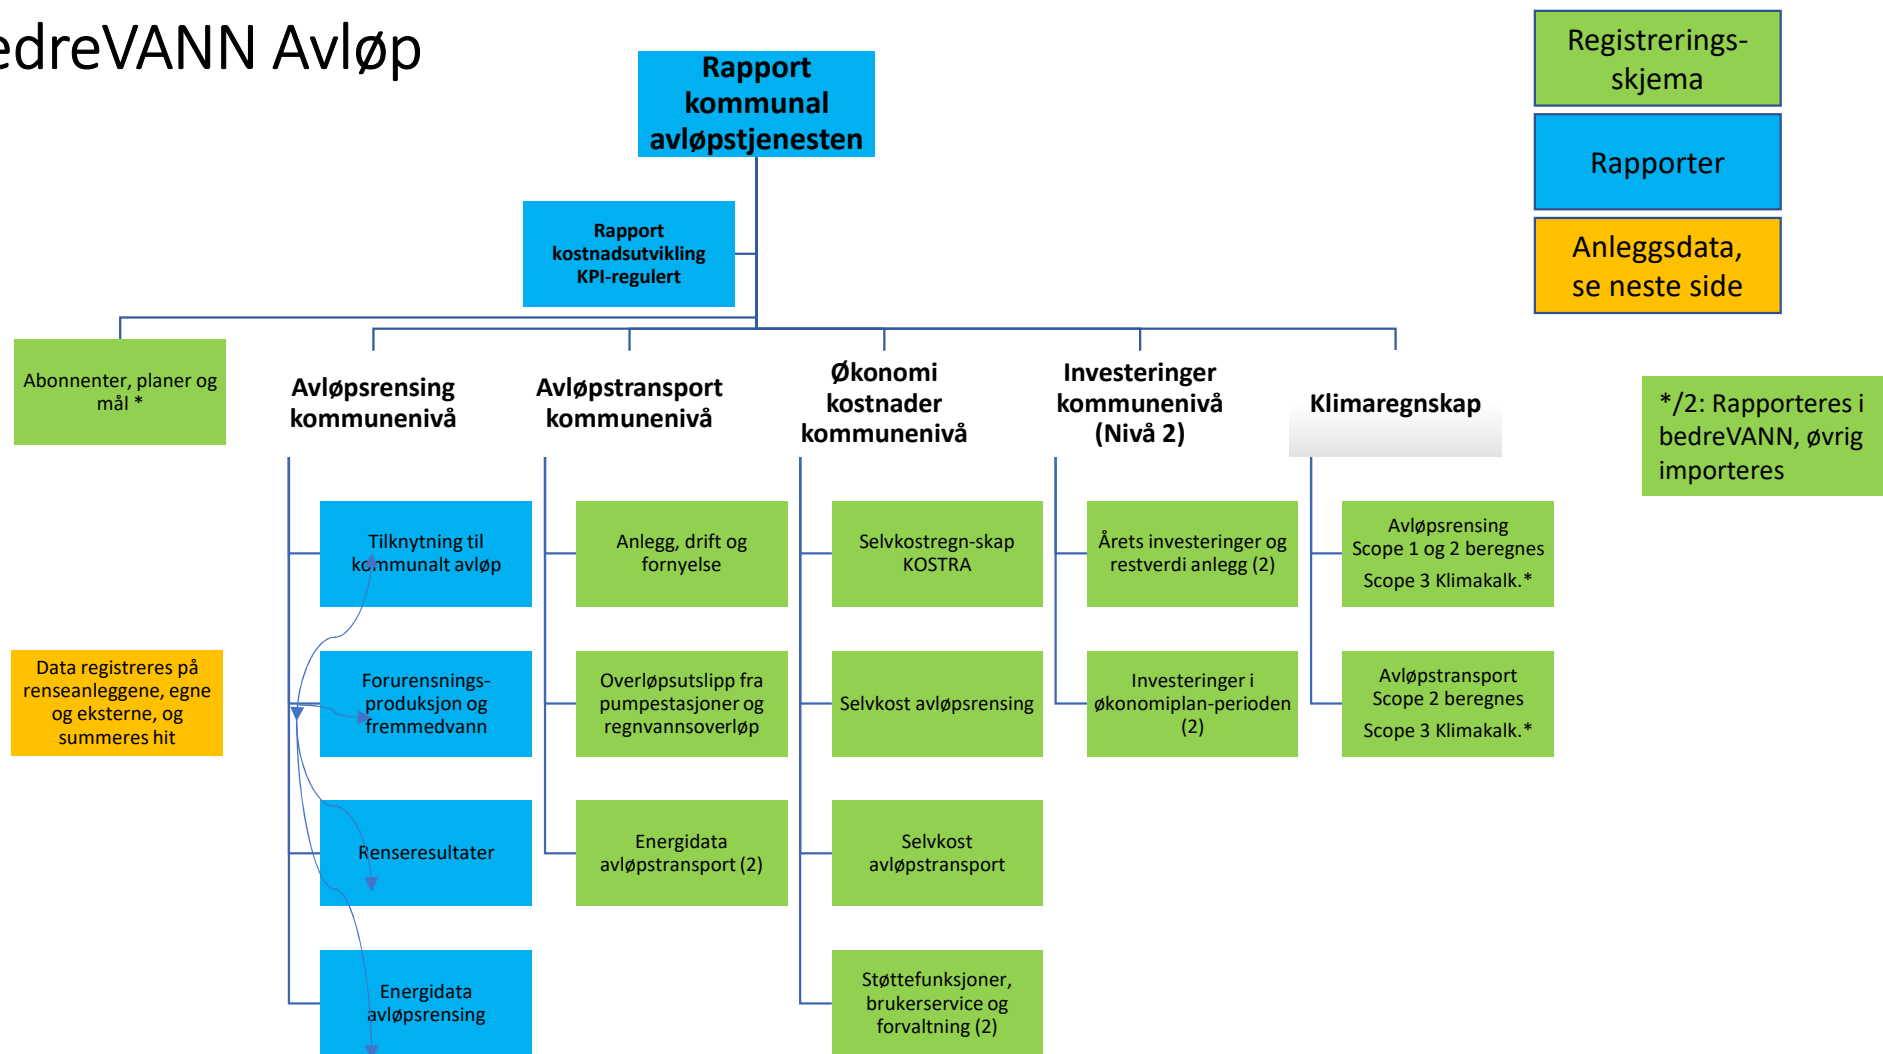 edreVANN Avløp
Rapport
kommunal
avløpstjenesten
Registrerings-
skjema
Rapporter
Anleggsdata,
se neste side
Rapport
kostnadsutvikling
KPI-regulert
Abonnenter, planer og
mål *
Avløpsrensing
kommunenivå
Avløpstransport
kommunenivå
Økonomi
kostnader
kommunenivå
Investeringer
kommunenivå
(Nivå 2)
Klimaregnskap
*/2: Rapporteres i
bedreVANN, øvrig
importeres
Tilknytning til
kommunalt avløp
Anlegg, drift og
fornyelse
Selvkostregn-skap
KOSTRA
Årets investeringer og
restverdi anlegg (2)
Avløpsrensing
Scope 1 og 2 beregnes
Scope 3 Klimakalk.*
Data registreres på
renseanleggene, egne
og eksterne, og
summeres hit
Forurensnings-
produksjon og
fremmedvann
Overløpsutslipp fra
pumpestasjoner og
regnvannsoverløp
Selvkost avløpsrensing
Investeringer i
økonomiplan-perioden
(2)
Avløpstransport
Scope 2 beregnes
Scope 3 Klimakalk.*
Renseresultater
Energidata
avløpstransport (2)
Selvkost
avløpstransport
Energidata
avløpsrensing
Støttefunksjoner,
brukerservice og
forvaltning (2)